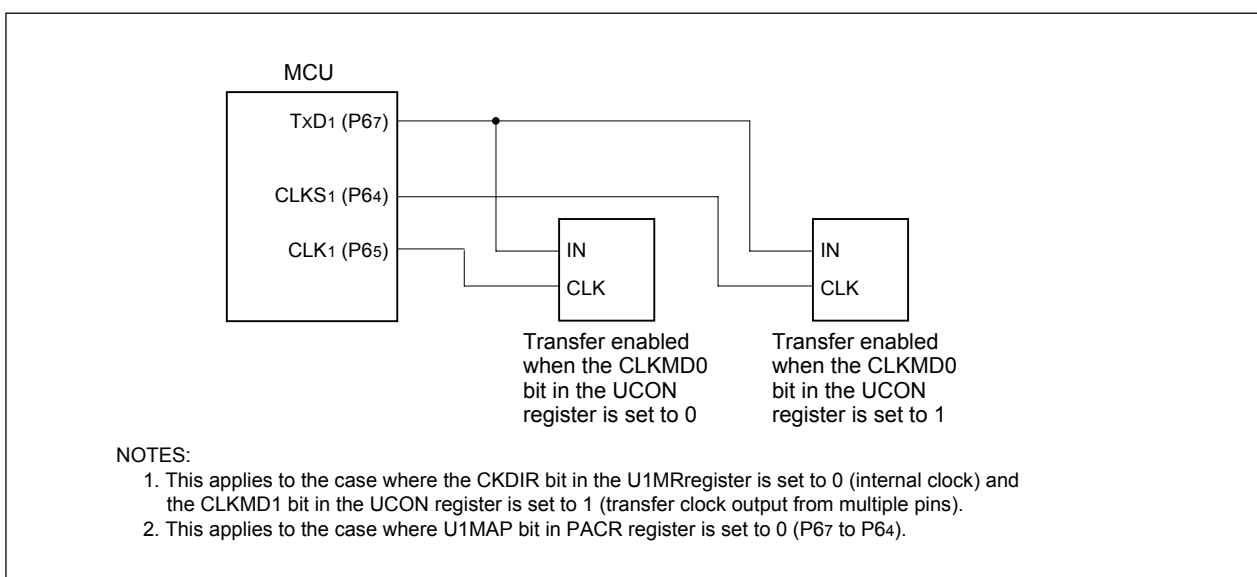 MCU
TxD1 (P67)
CLKS1 (P64)
CLK1 (P65)
IN
CLK
IN
CLK
Transfer enabled
when the CLKMD0
bit in the UCON
register is set to 0
Transfer enabled
when the CLKMD0
bit in the UCON
register is set to 1
NOTES:
1. This applies to the case where the CKDIR bit in the U1MRregister is set to 0 (internal clock) and
the CLKMD1 bit in the UCON register is set to 1 (transfer clock output from multiple pins).
2. This applies to the case where U1MAP bit in PACR register is set to 0 (P67 to P64).